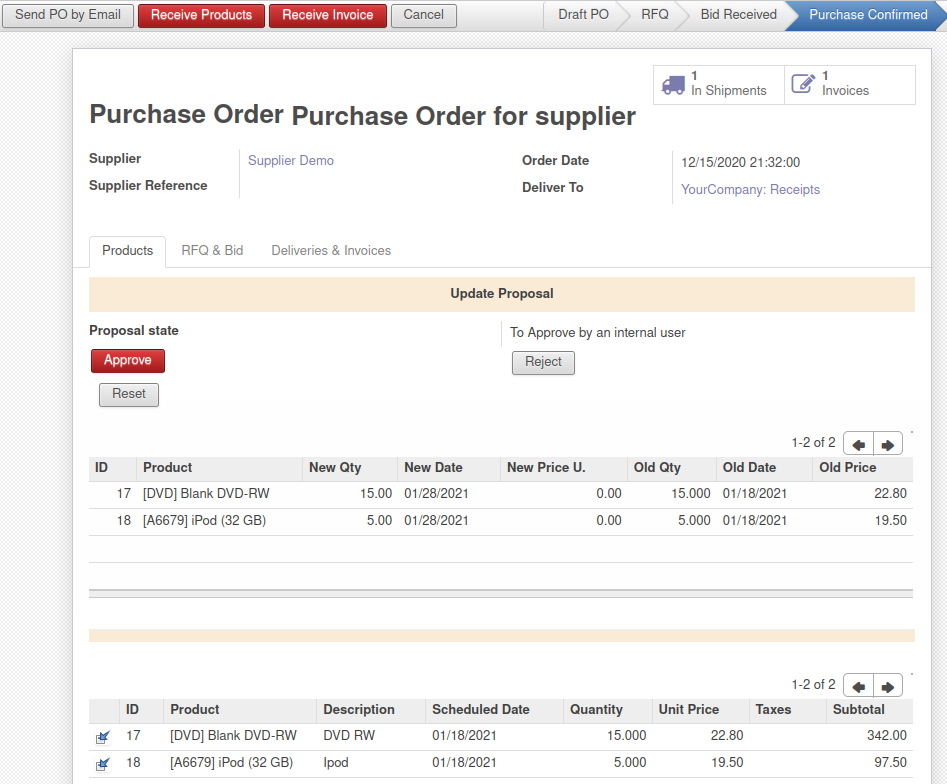 Send PO by Email Receive Products Receive Invoice Cancel Draft PO RFQ Bid Received Purchase Confirmed
1 In Shipments 1 Invoices
Purchase Order Purchase Order for supplier
Supplier Supplier Demo Order Date 12/15/2020 21:32:00
Supplier Reference Deliver To YourCompany: Receipts
Products RFQ & Bid Deliveries & Invoices
Update Proposal
Proposal state To Approve by an internal user
Approve Reject
Reset
1-2 of 2
ID Product New Qty New Date New Price U. Old Qty Old Date Old Price
17 [DVD] Blank DVD-RW 15.00 01/28/2021 0.00 15.000 01/18/2021 22.80
18 [A6679] iPod (32 GB) 5.00 01/28/2021 0.00 5.000 01/18/2021 19.50
1-2 of 2
ID Product Description Scheduled Date Quantity Unit Price Taxes Subtotal
17 [DVD] Blank DVD-RW DVD RW 01/18/2021 15.000 22.80 342.00
18 [A6679] iPod (32 GB) Ipod 01/18/2021 5.000 19.50 97.50